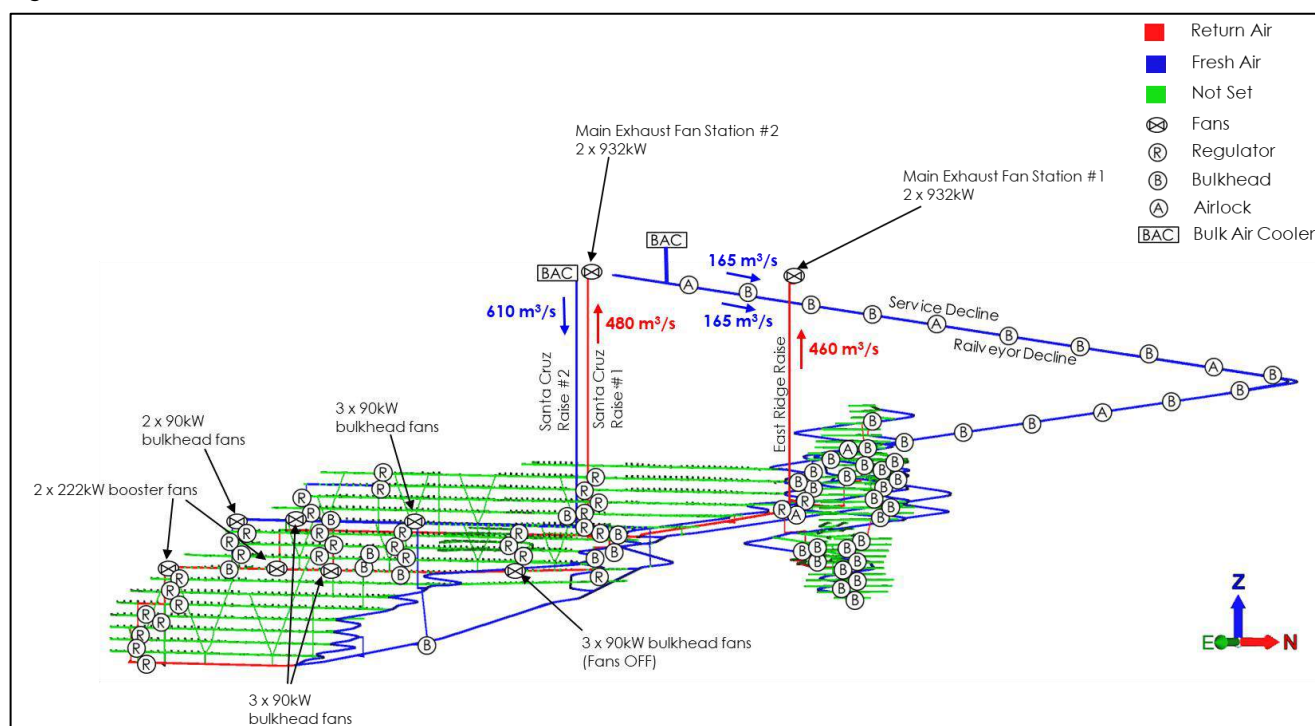 Return Air
Fresh Air
Not Set
Fans
R Regulator
B Bulkhead
A Airlock
BAC Bulk Air Cooler
Main Exhaust Fan Station #2
2 x 932kW
Main Exhaust Fan Station #1
2 x 932kW
BAC
BAC
165 m³/s
165 m³/s
610 m³/s
480 m³/s
460 m³/s
Service Decline
Railveyor Decline
Santa Cruz
Raise #2
Santa Cruz
Raise #1
East Ridge Raise
2 x 90kW
bulkhead fans
3 x 90kW
bulkhead fans
2 x 222kW booster fans
3 x 90kW bulkhead fans
(Fans OFF)
3 x 90kW
bulkhead fans
Z
E
N